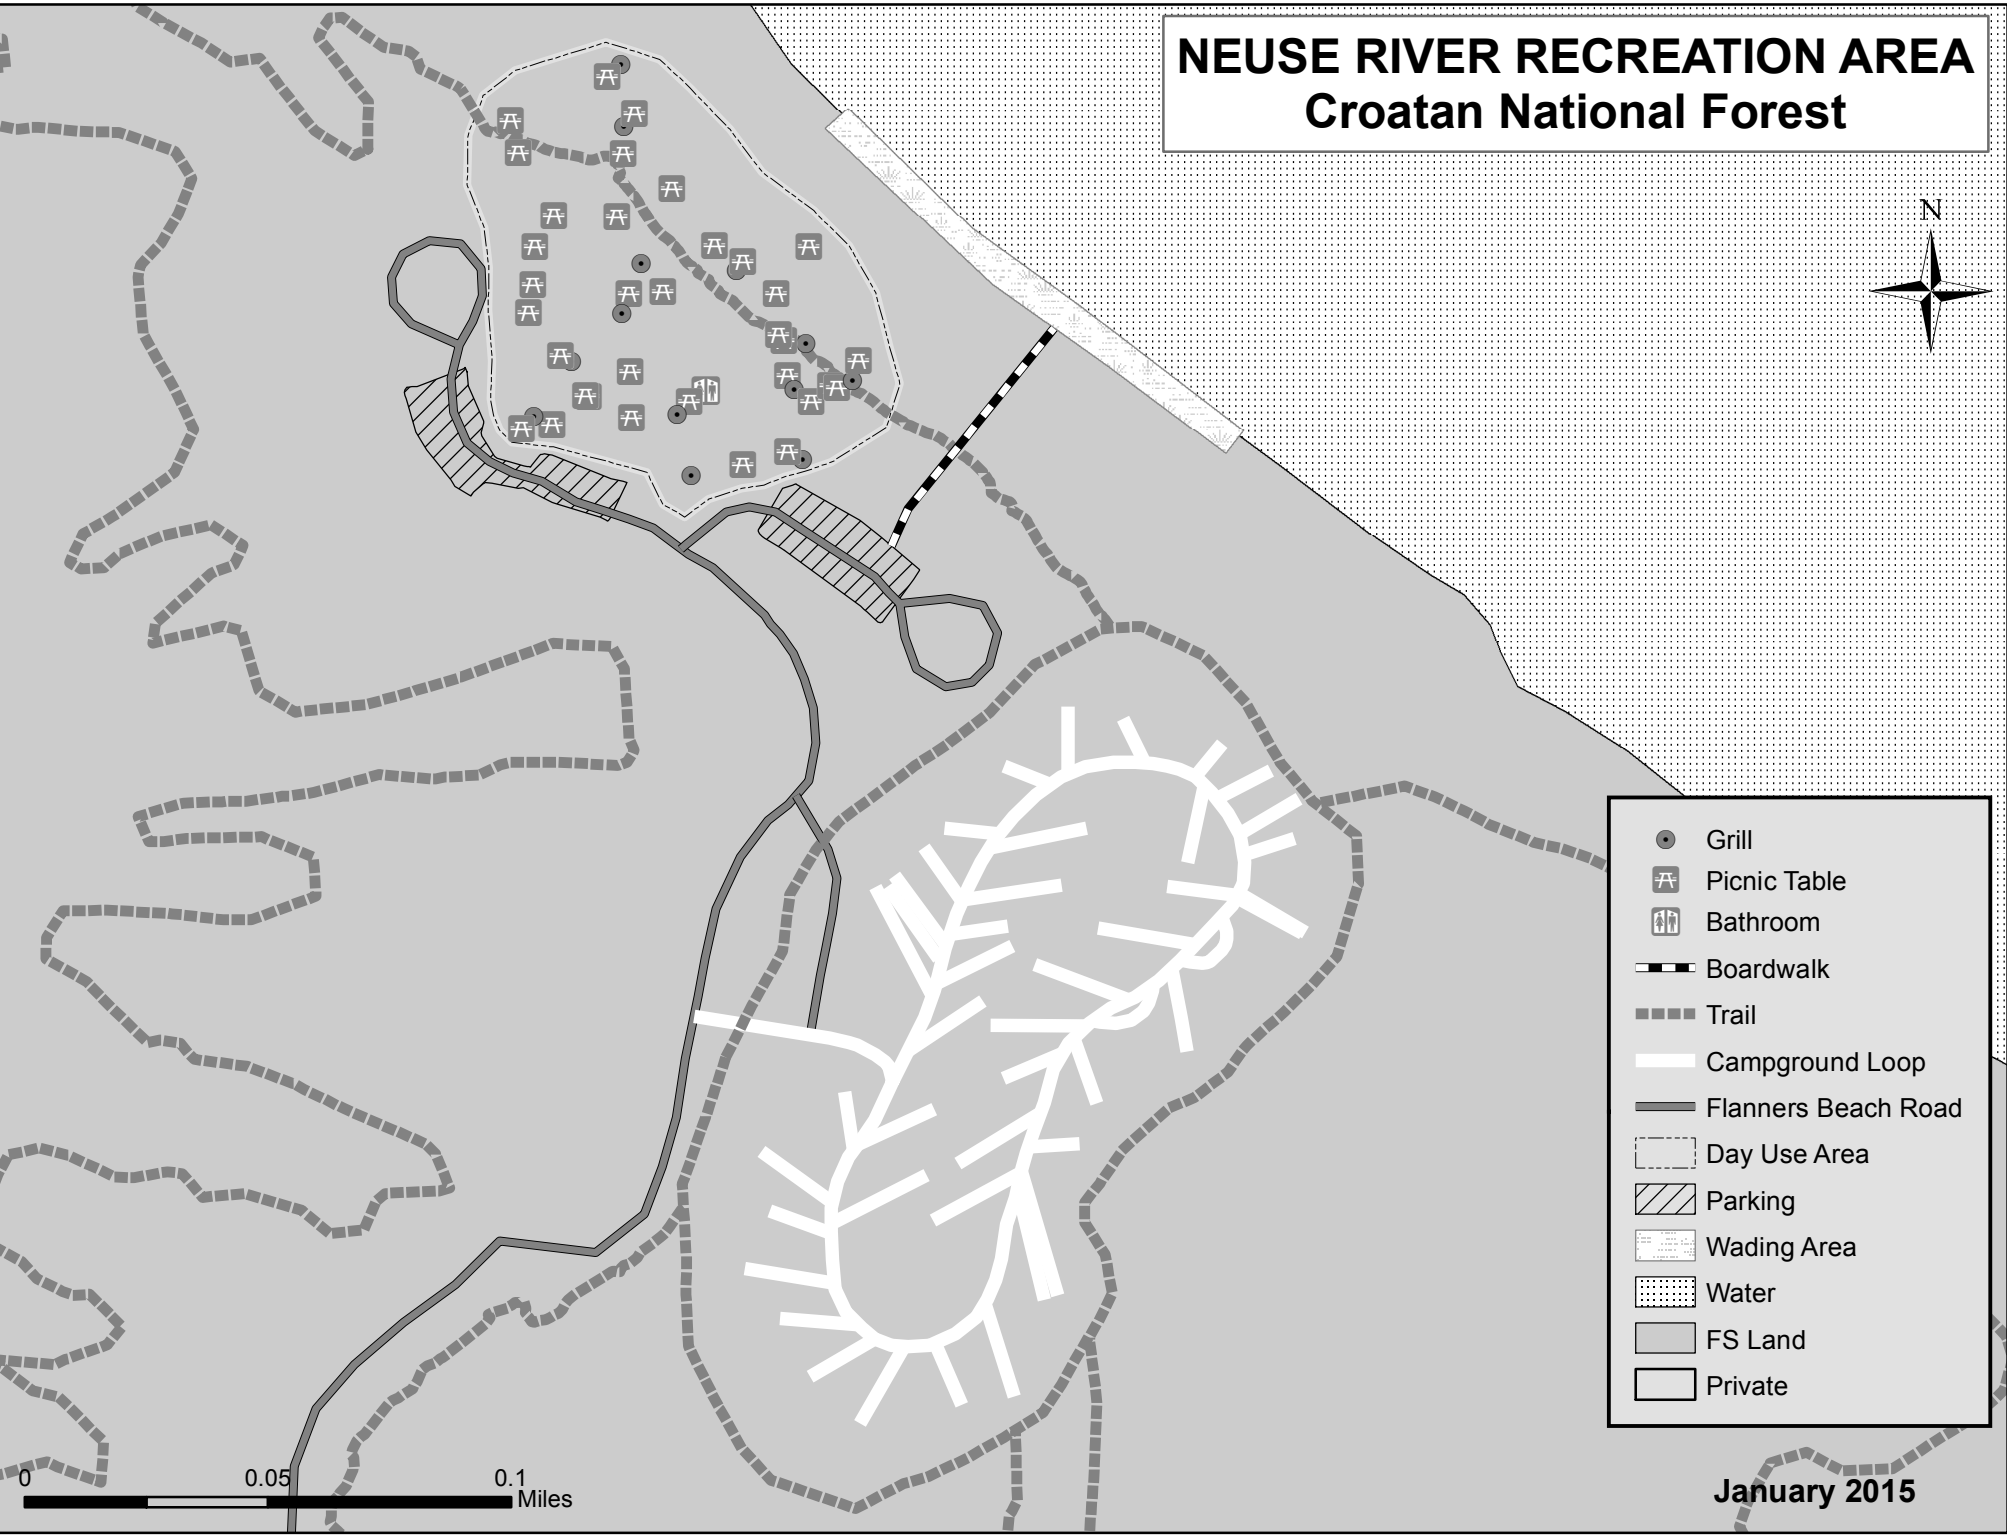 NEUSE RIVER RECREATION AREA
Croatan National Forest
N
Grill
Picnic Table
Bathroom
Boardwalk
Trail
Campground Loop
Flanners Beach Road
Day Use Area
Parking
Wading Area
Water
FS Land
Private
0 0.05 0.1
Miles
January 2015